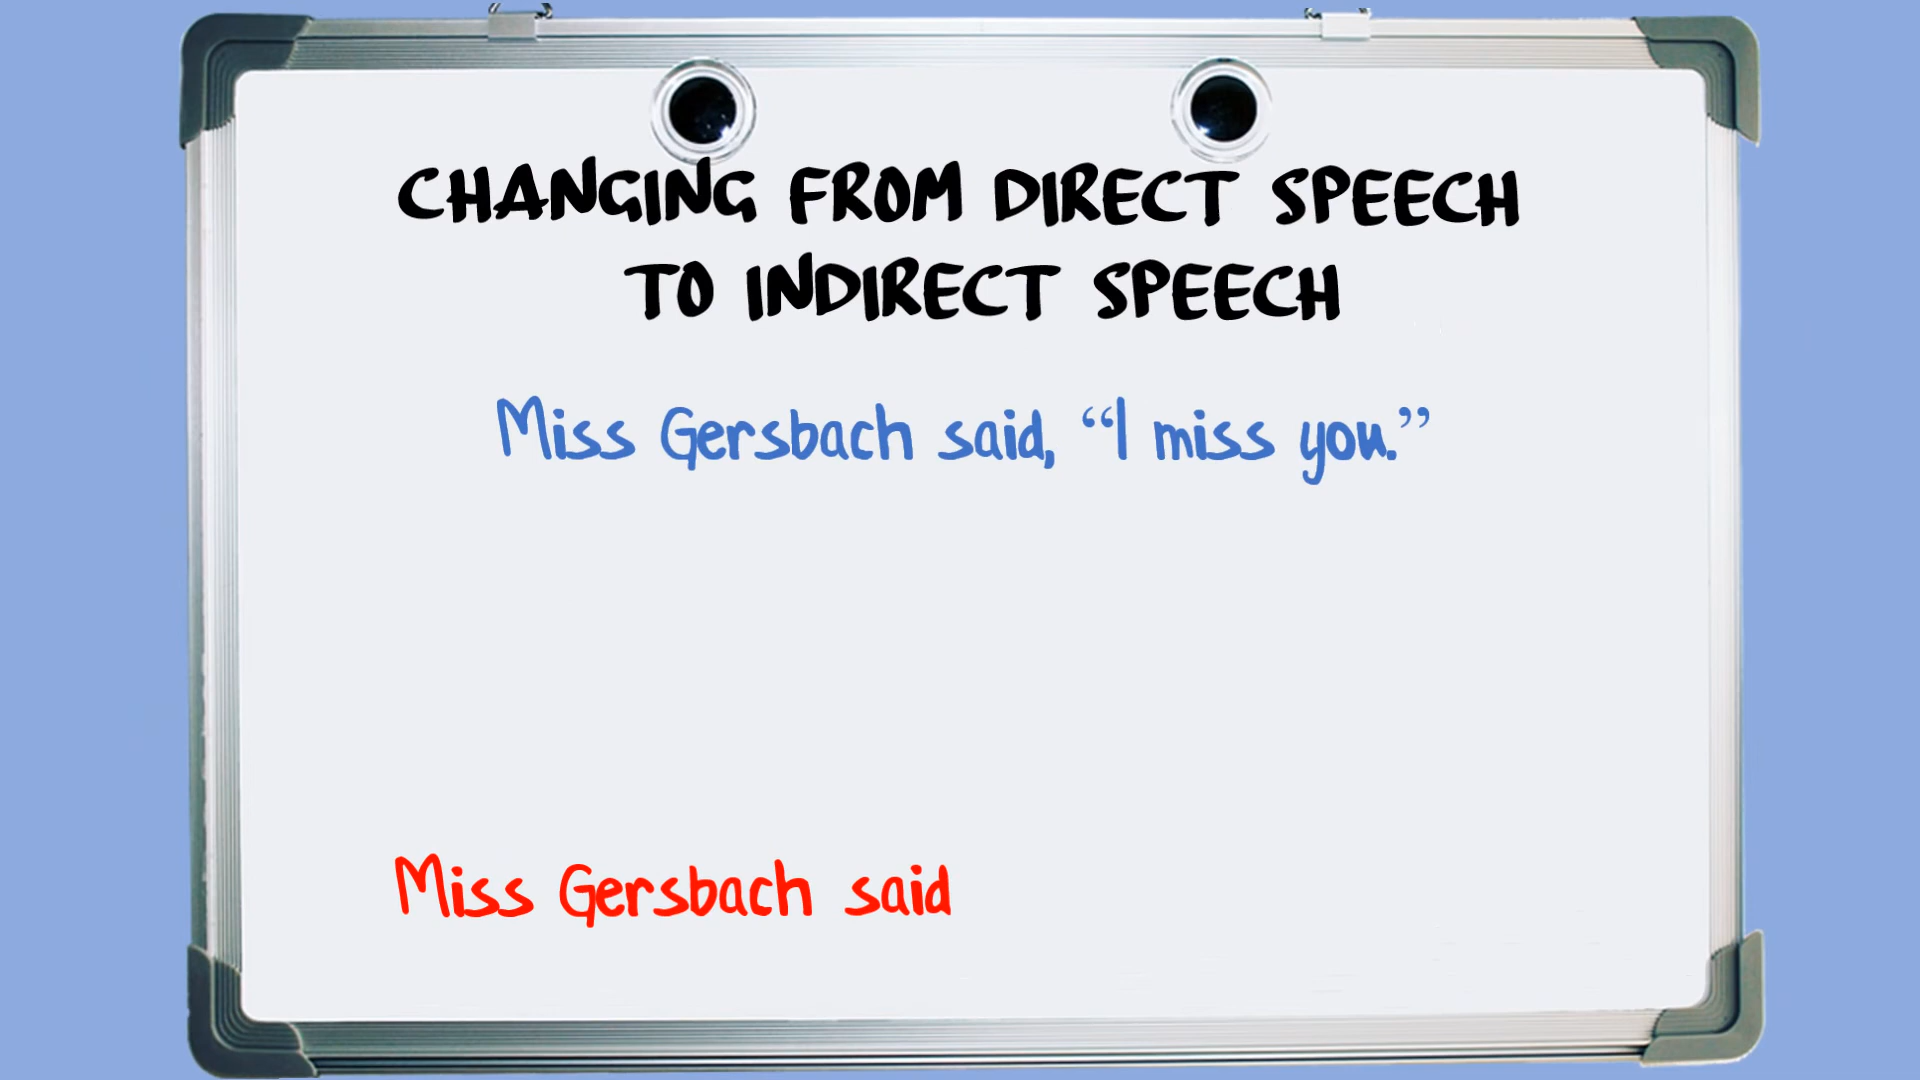 CHANGING FROM DIRECT SPEECH
TO INDIRECT SPEECH
Miss Gersbach said, “I miss you.”
Miss Gersbach said